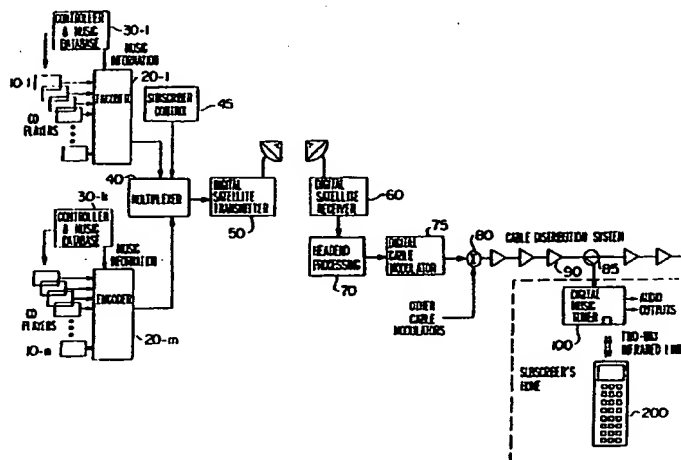 CONTROLLER
& MUSIC
DATABASE
30-1
MUSIC
INFORMATION
10-1
20-1
ENCODER
CD
PLAYERS
SUBSCRIBER
CONTROL
45
40
MULTIPLEXER
DIGITAL
SATELLITE
TRANSMITTER
50
30-k
CONTROLLER
& MUSIC
DATABASE
MUSIC
INFORMATION
ENCODER
CD
PLAYERS
10-n
20-m
DIGITAL
SATELLITE
RECEIVER
60
HEADEND
PROCESSING
70
75
DIGITAL
CABLE
MODULATOR
80
OTHER
CABLE
MODULATORS
CABLE DISTRIBUTION SYSTEM
90
85
DIGITAL
MUSIC
TUNER
100
AUDIO
OUTPUTS
TWO-WAY
INFRARED LINK
SUBSCRIBER'S
HOME
200